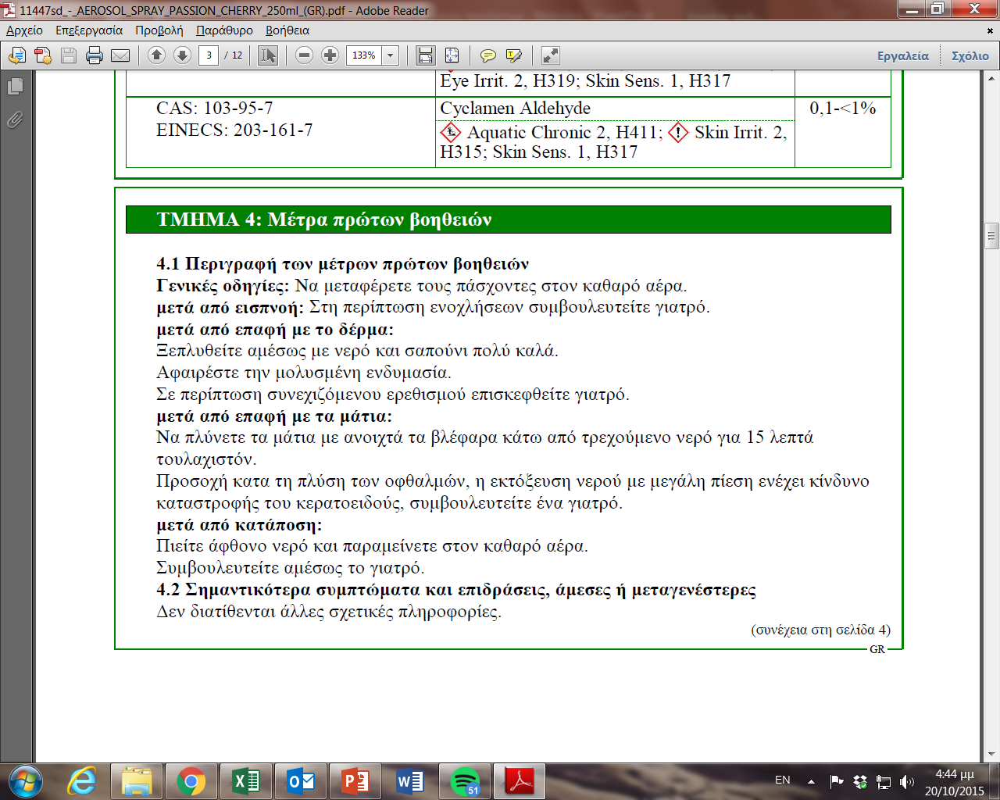 11447sd_-_AEROSOL_SPRAY_PASSION_CHERRY_250ml_(GR).pdf - Adobe Reader
Αρχείο Επεξεργασία Προβολή Παράθυρο Βοήθεια
3 / 12 133% Εργαλεία Σχόλιο
Eye Irrit. 2, H319; Skin Sens. 1, H317
CAS: 103-95-7 Cyclamen Aldehyde 0,1-<1%
EINECS: 203-161-7
Aquatic Chronic 2, H411; Skin Irrit. 2,
H315; Skin Sens. 1, H317
ΤΜΗΜΑ 4: Μέτρα πρώτων βοηθειών
4.1 Περιγραφή των μέτρων πρώτων βοηθειών
Γενικές οδηγίες: Να μεταφέρετε τους πάσχοντες στον καθαρό αέρα.
μετά από εισπνοή: Στη περίπτωση ενοχλήσεων συμβουλευτείτε γιατρό.
μετά από επαφή με το δέρμα:
Ξεπλυθείτε αμέσως με νερό και σαπούνι πολύ καλά.
Αφαιρέστε την μολυσμένη ενδυμασία.
Σε περίπτωση συνεχιζόμενου ερεθισμού επισκεφθείτε γιατρό.
μετά από επαφή με τα μάτια:
Να πλύνετε τα μάτια με ανοιχτά τα βλέφαρα κάτω από τρεχούμενο νερό για 15 λεπτά
τουλαχιστόν.
Προσοχή κατα τη πλύση των οφθαλμών, η εκτόξευση νερού με μεγάλη πίεση ενέχει κίνδυνο
καταστροφής του κερατοειδούς, συμβουλευτείτε ένα γιατρό.
μετά από κατάποση:
Πιείτε άφθονο νερό και παραμείνετε στον καθαρό αέρα.
Συμβουλευτείτε αμέσως το γιατρό.
4.2 Σημαντικότερα συμπτώματα και επιδράσεις, άμεσες ή μεταγενέστερες
Δεν διατίθενται άλλες σχετικές πληροφορίες.
(συνέχεια στη σελίδα 4)
GR
51
EN
4:44 μμ
20/10/2015